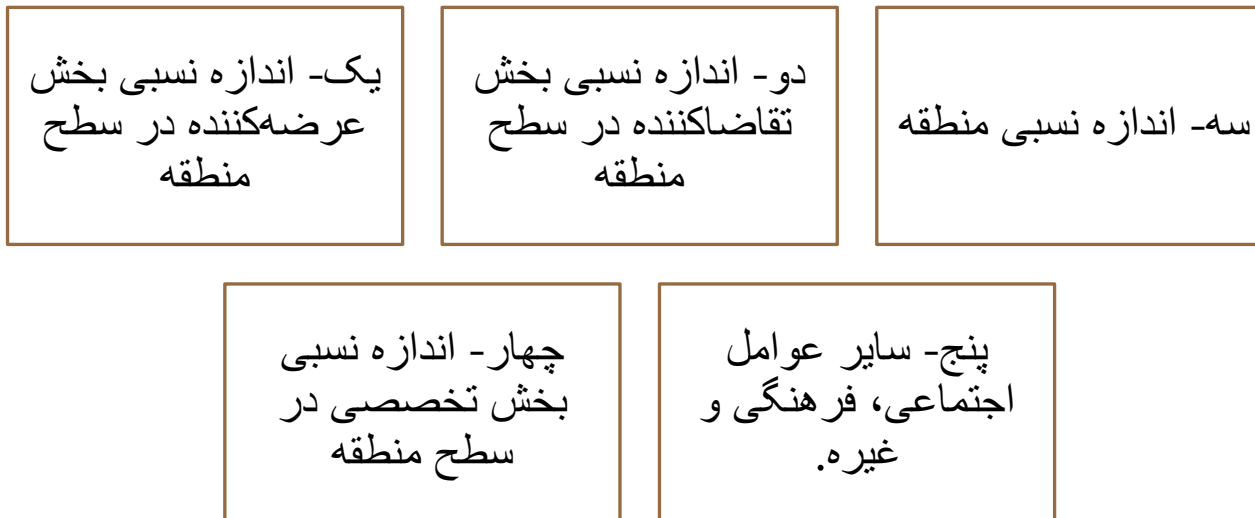 یک- اندازه نسبی بخش
عرضه‌کننده در سطح
منطقه
دو- اندازه نسبی بخش
تقاضاکننده در سطح
منطقه
سه- اندازه نسبی منطقه
چهار- اندازه نسبی
بخش تخصصی در
سطح منطقه
پنج- سایر عوامل
اجتماعی، فرهنگی و
غیره.